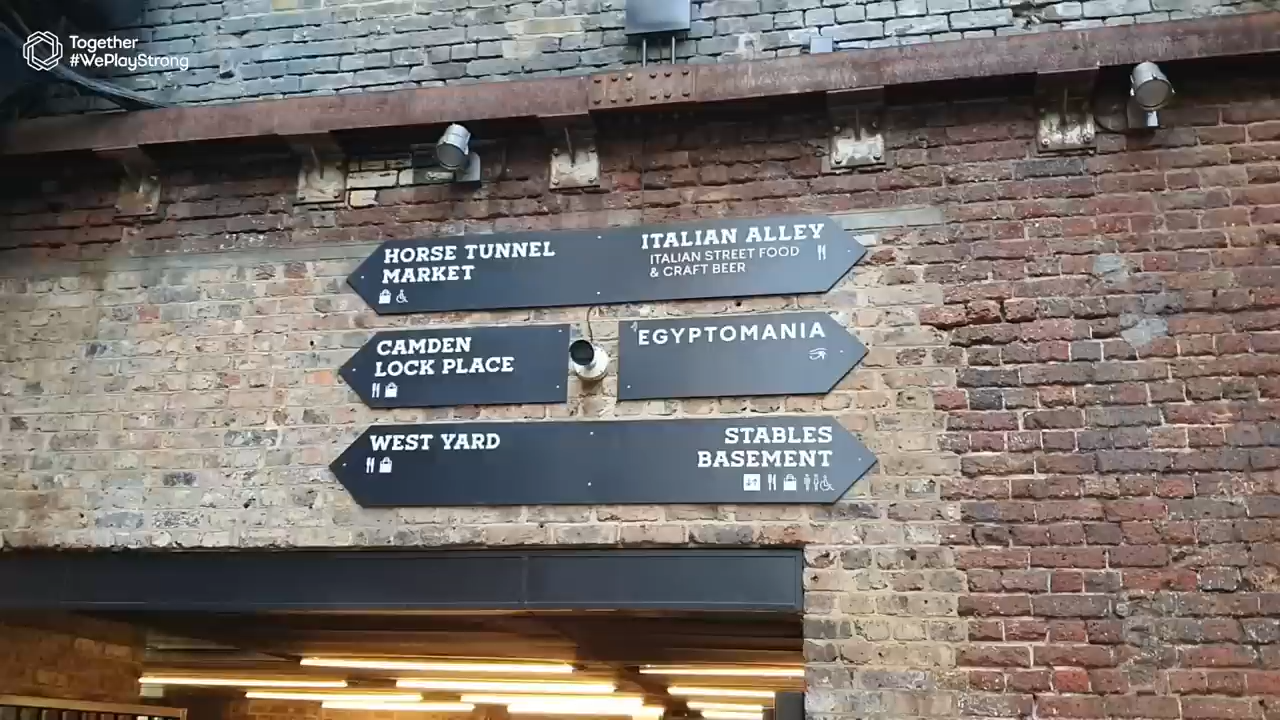 Together
#WePlayStrong
HORSE TUNNEL
MARKET
ITALIAN ALLEY
ITALIAN STREET FOOD
& CRAFT BEER
CAMDEN
LOCK PLACE
EGYPTOMANIA
WEST YARD
STABLES
BASEMENT